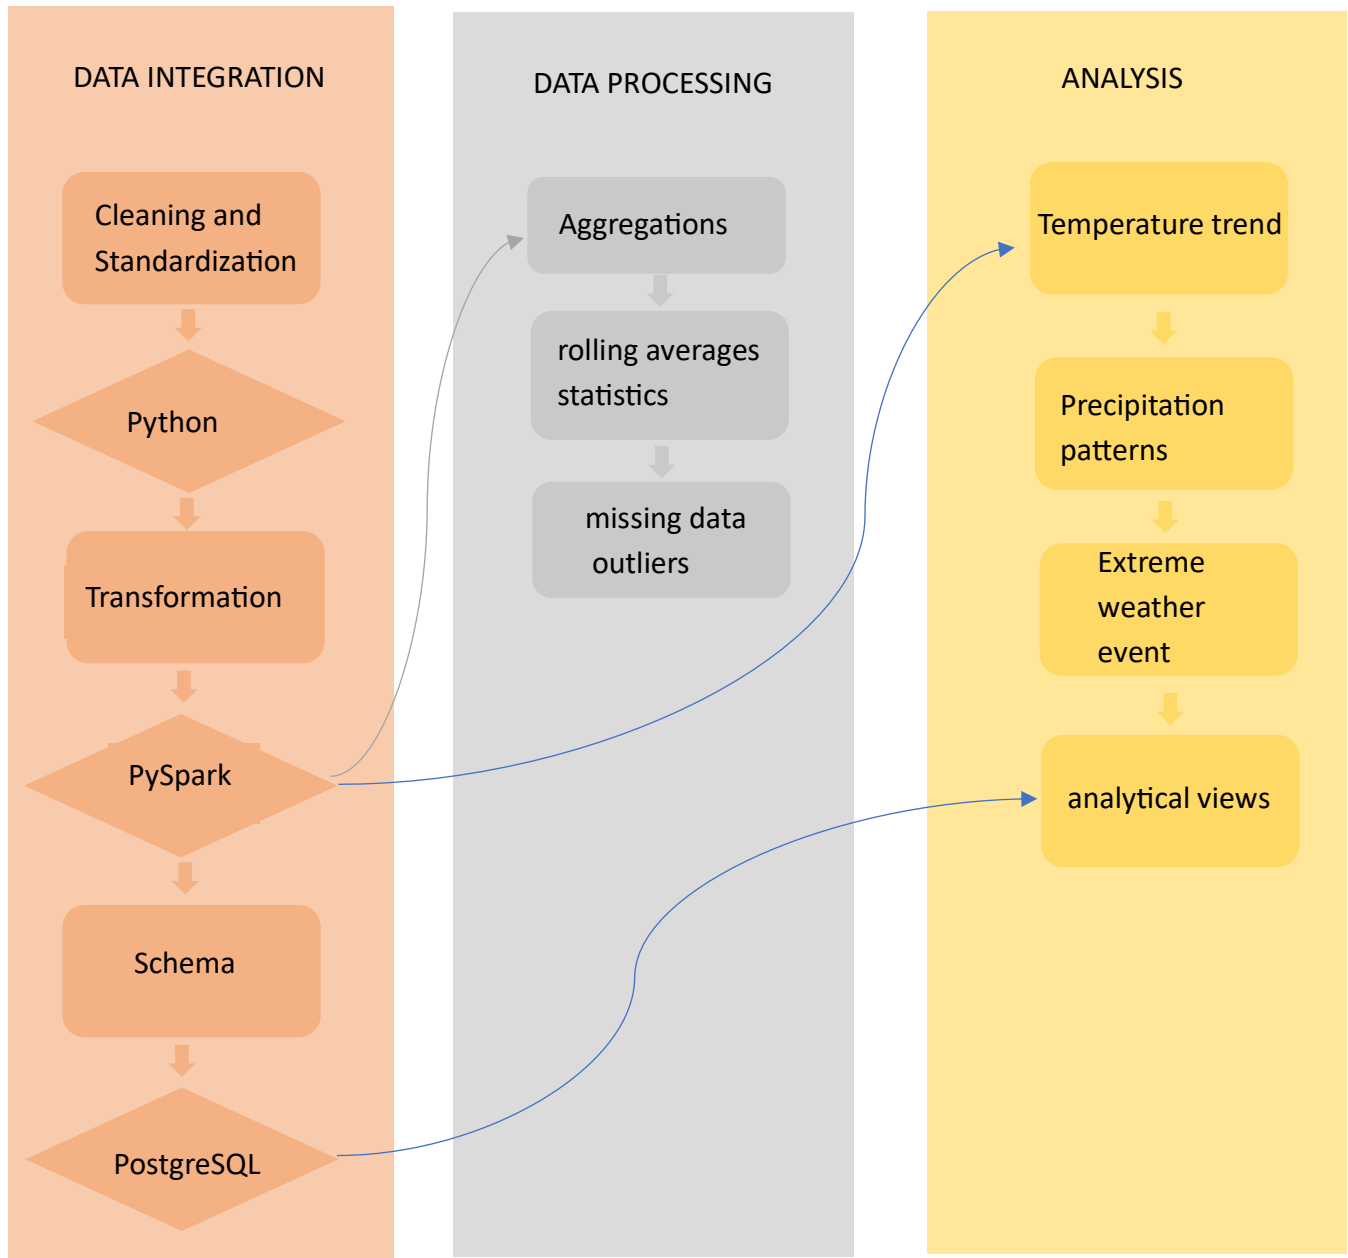 DATA INTEGRATION
Cleaning and
Standardization
Python
Transformation
PySpark
Schema
PostgreSQL
DATA PROCESSING
Aggregations
rolling averages
statistics
missing data
outliers
ANALYSIS
Temperature trend
Precipitation
patterns
Extreme
weather
event
analytical views